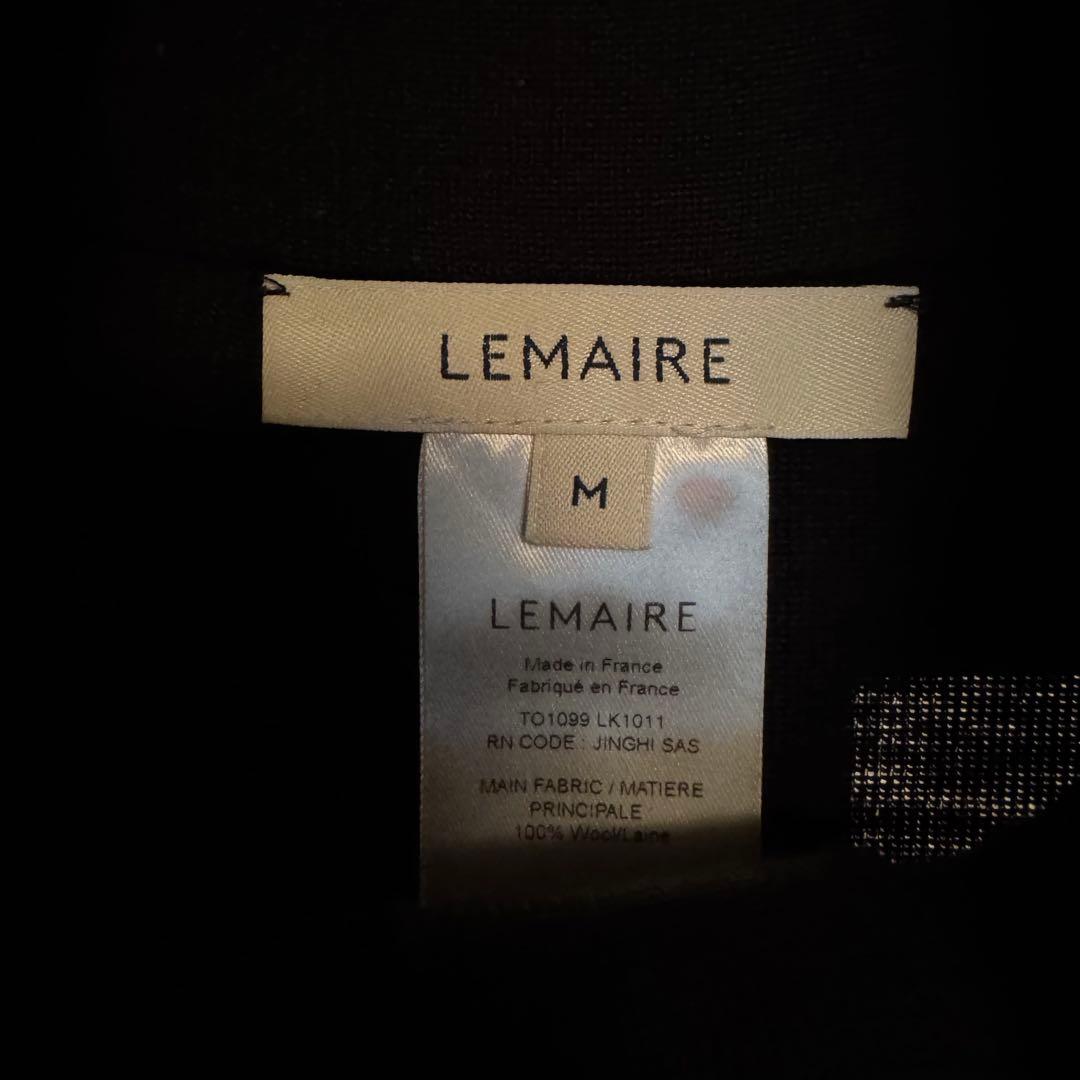 LEMAIRE
M
LEMAIRE
Made in France
Fabriqué en France
TO1099 LK1011
RN CODE : JINGHI SAS
MAIN FABRIC / MATIERE
PRINCIPALE
100% Wool/Laine